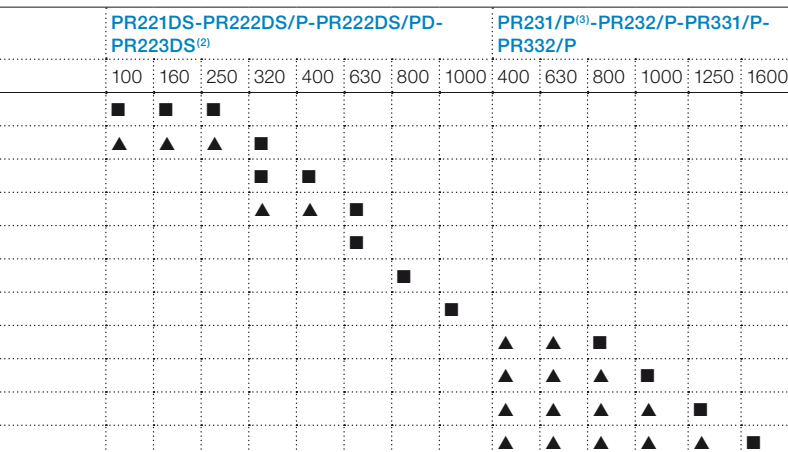 PR221DS-PR222DS/P-PR222DS/PD-
PR223DS(2)
PR231/P(3)-PR232/P-PR331/P-
PR332/P
100 160 250 320 400 630 800 1000 400 630 800 1000 1250 1600
■ ■ ■
▲ ▲ ▲ ■
■ ■
▲ ▲ ■
■
■
■
▲ ▲ ■
▲ ▲ ▲ ■
▲ ▲ ▲ ▲ ■
▲ ▲ ▲ ▲ ▲ ■